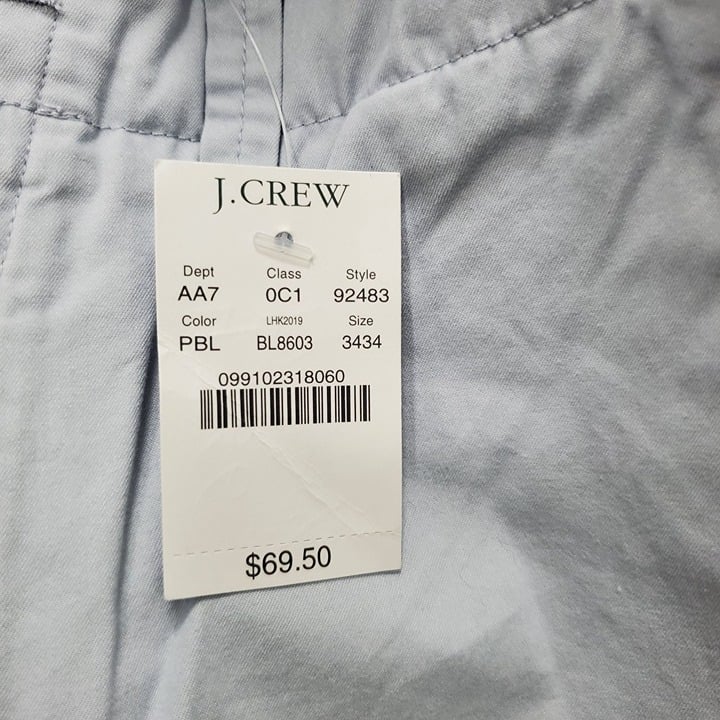 J.CREW
Dept Class Style
AA7 0C1 92483
Color LHK2019 Size
PBL BL8603 3434
099102318060
$69.50